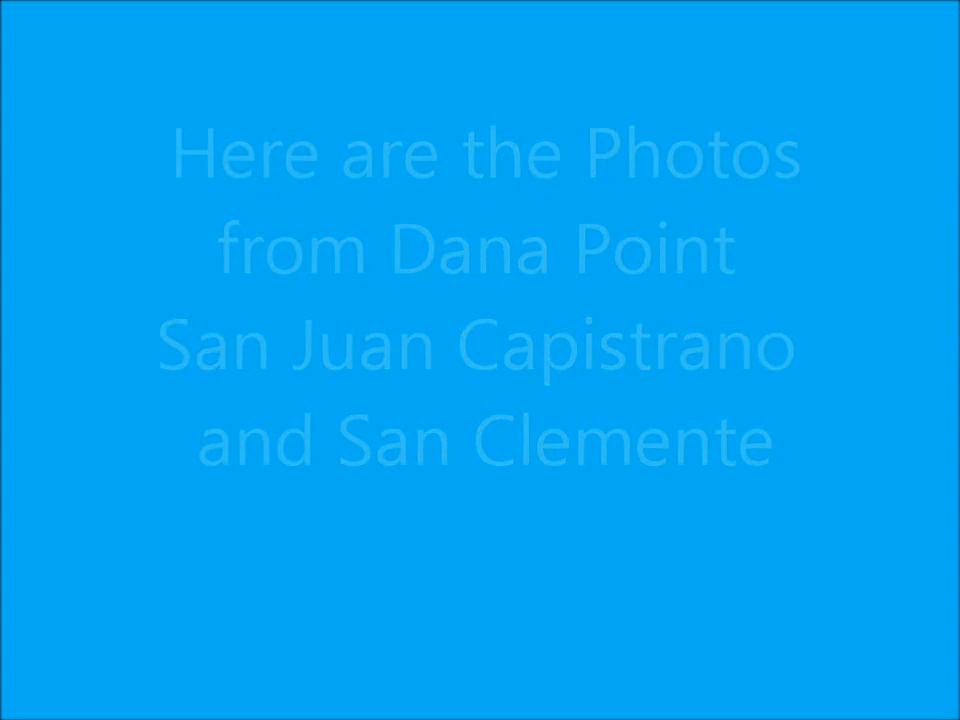 Here are the Photos
from Dana Point
San Juan Capistrano
and San Clemente